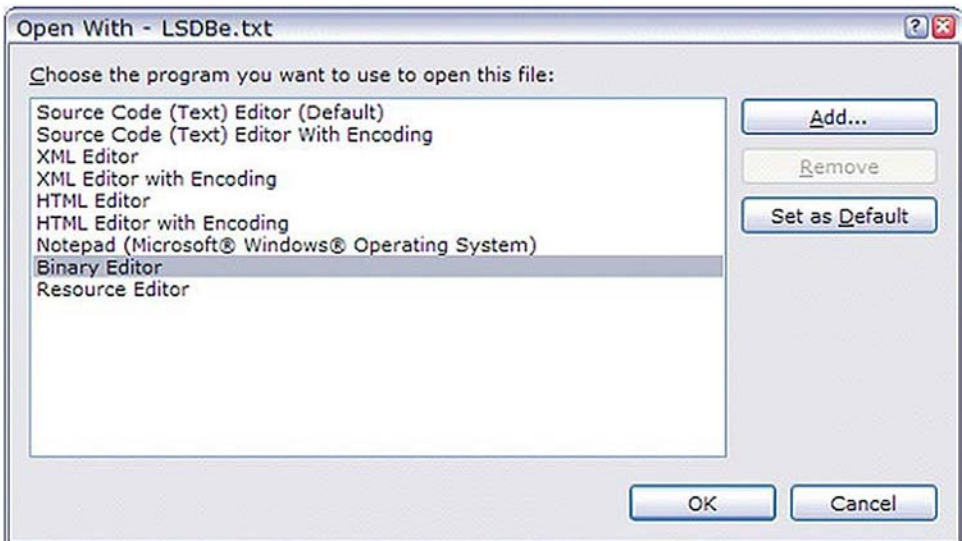 Open With - LSDBe.txt
Choose the program you want to use to open this file:
Source Code (Text) Editor (Default)
Source Code (Text) Editor With Encoding
XML Editor
XML Editor with Encoding
HTML Editor
HTML Editor with Encoding
Notepad (Microsoft® Windows® Operating System)
Binary Editor
Resource Editor
Add...
Remove
Set as Default
OK
Cancel